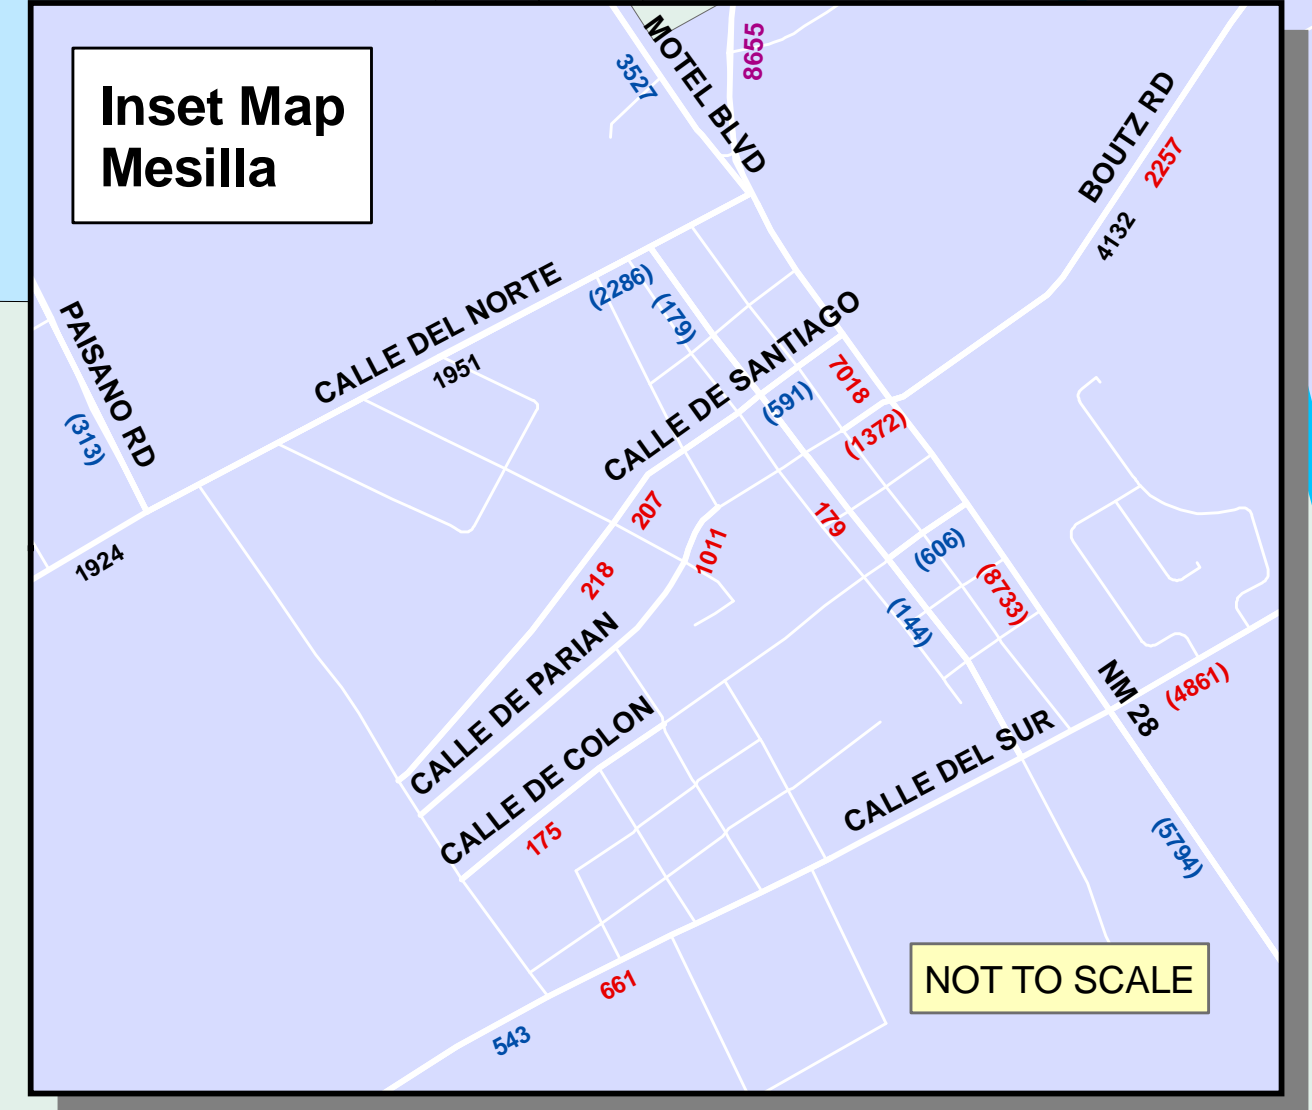 Inset Map
Mesilla
MOTEL BLVD
3527
8655
BOUTZ RD
2257
4132
CALLE DEL NORTE
(2286)
(179)
1951
PAISANO RD
(313)
1924
CALLE DE SANTIAGO
7018
(591)
(1372)
207
179
1011
218
(606)
(8733)
(144)
CALLE DE PARIAN
CALLE DE COLON
175
NM 28
(4861)
CALLE DEL SUR
(5794)
661
543
NOT TO SCALE